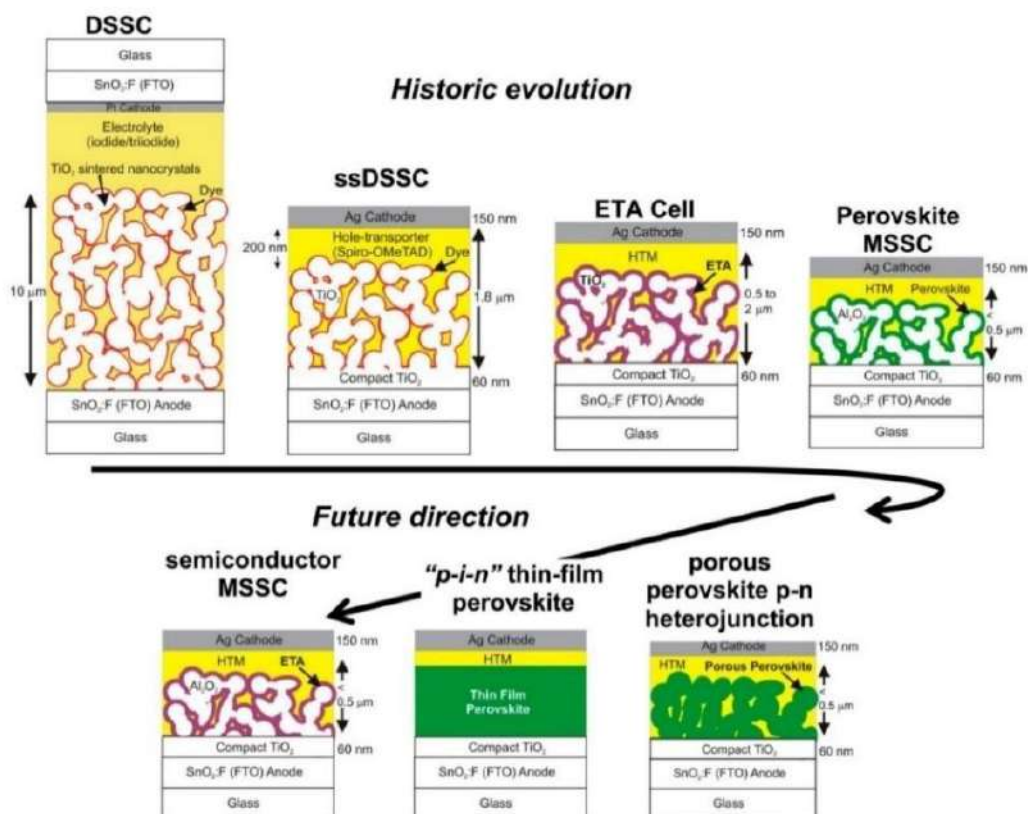 DSSC
Glass
SnO₂:F (FTO)
Pt Cathode
Electrolyte
(iodide/triiodide)
TiO₂ sintered nanocrystals
Dye
10 μm
SnO₂:F (FTO) Anode
Glass
Historic evolution
ssDSSC
Ag Cathode
150 nm
200 nm
Hole-transporter
(Spiro-OMeTAD)
Dye
TiO₂
1.8 μm
Compact TiO₂
60 nm
SnO₂:F (FTO) Anode
Glass
ETA Cell
Ag Cathode
150 nm
HTM
ETA
TiO₂
0.5 to
2 μm
Compact TiO₂
60 nm
SnO₂:F (FTO) Anode
Glass
Perovskite
MSSC
Ag Cathode
150 nm
HTM
Perovskite
Al₂O₃
<
0.5 μm
Compact TiO₂
60 nm
SnO₂:F (FTO) Anode
Glass
Future direction
semiconductor
MSSC
Ag Cathode
150 nm
HTM
ETA
Al₂O₃
<
0.5 μm
Compact TiO₂
60 nm
SnO₂:F (FTO) Anode
Glass
"p-i-n" thin-film
perovskite
Ag Cathode
HTM
Thin Film
Perovskite
Compact TiO₂
SnO₂:F (FTO) Anode
Glass
porous
perovskite p-n
heterojunction
Ag Cathode
150 nm
HTM
Porous Perovskite
<
0.5 μm
Compact TiO₂
60 nm
SnO₂:F (FTO) Anode
Glass